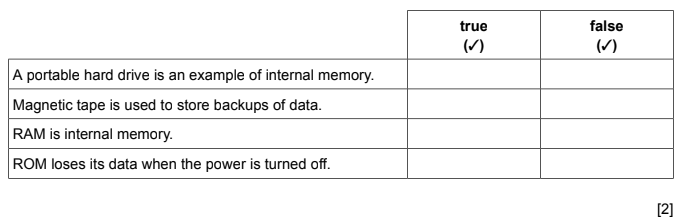 true false
(✓) (✓)
A portable hard drive is an example of internal memory.
Magnetic tape is used to store backups of data.
RAM is internal memory.
ROM loses its data when the power is turned off.
[2]